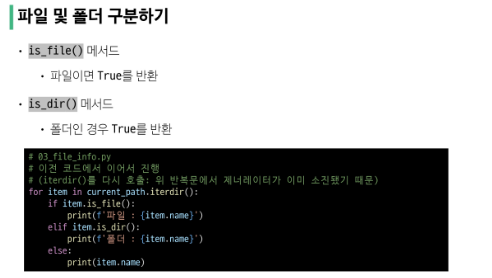 파일 및 폴더 구분하기
• is_file() 메서드
• 파일이면 True를 반환
• is_dir() 메서드
• 폴더인 경우 True를 반환
# 03_file_info.py
# 이전 코드에서 이어서 진행
# (iterdir()를 다시 호출: 위 반복문에서 제너레이터가 이미 소진됐기 때문)
for item in current_path.iterdir():
    if item.is_file():
        print(f'파일 : {item.name}')
    elif item.is_dir():
        print(f'폴더 : {item.name}')
    else:
        print(item.name)